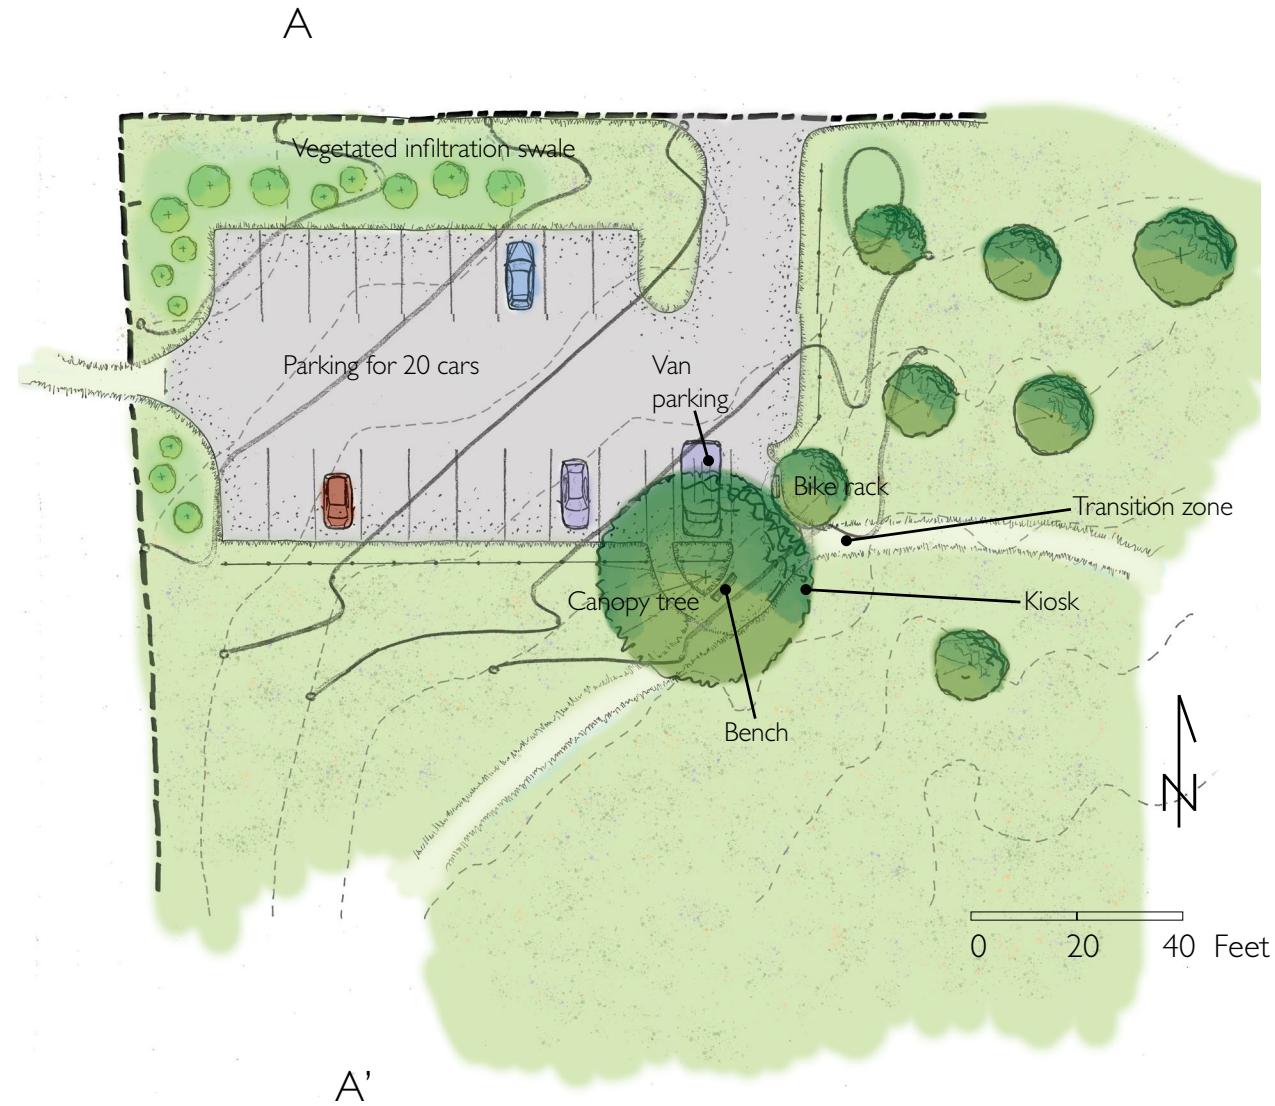 A
Vegetated infiltration swale
Parking for 20 cars
Van
parking
Bike rack
Transition zone
Canopy tree
Kiosk
Bench
N
0 20 40 Feet
A’